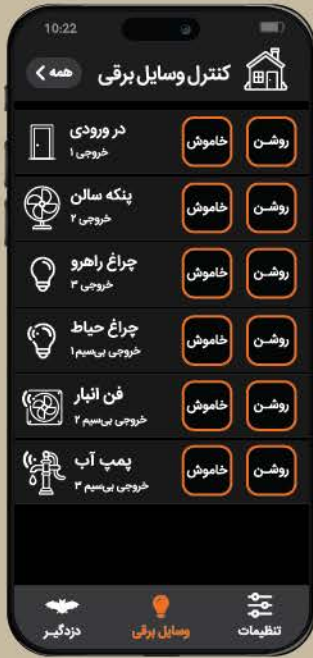 10:22
کنترل وسایل برقی
همه
در ورودی
خروجی ۱
خاموش
روشن
پنکه سالن
خروجی ۲
خاموش
روشن
چراغ راهرو
خروجی ۳
خاموش
روشن
چراغ حیاط
خروجی بی‌سیم ۱
خاموش
روشن
فن انبار
خروجی بی‌سیم ۲
خاموش
روشن
پمپ آب
خروجی بی‌سیم ۳
خاموش
روشن
تنظیمات
وسایل برقی
دزدگیر